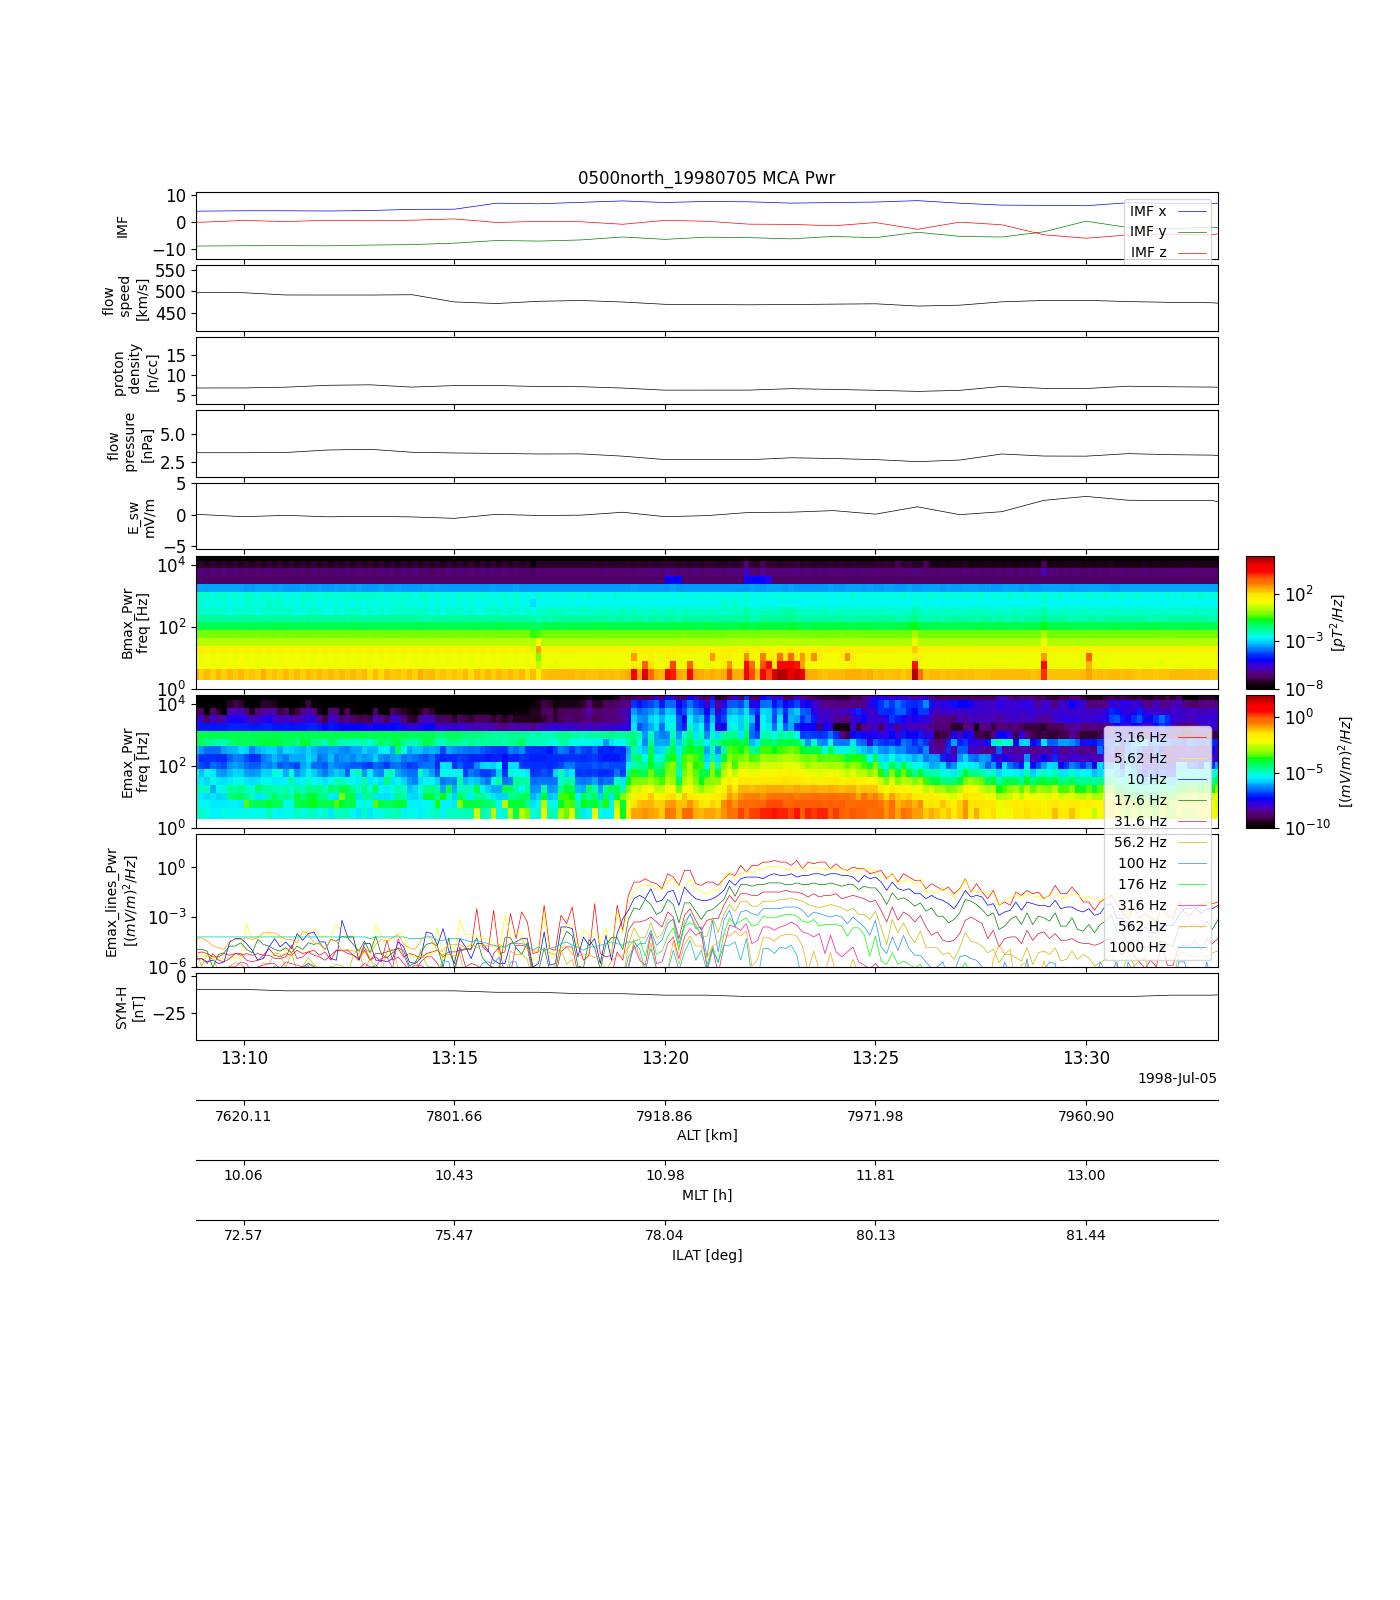 0500north_19980705 MCA Pwr
10
0
−10
IMF
IMF x
IMF y
IMF z
550
500
450
flow
speed
[km/s]
15
10
5
proton
density
[n/cc]
5.0
2.5
flow
pressure
[nPa]
5
0
−5
E_sw
mV/m
10^4
10^2
10^0
Bmax_Pwr
freq [Hz]
10^2
10^−3
10^−8
[pT^2/Hz]
10^4
10^2
10^0
Emax_Pwr
freq [Hz]
10^0
10^−5
10^−10
[(mV/m)^2/Hz]
3.16 Hz
5.62 Hz
10 Hz
17.6 Hz
31.6 Hz
56.2 Hz
100 Hz
176 Hz
316 Hz
562 Hz
1000 Hz
10^0
10^−3
10^−6
Emax_lines_Pwr
[(mV/m)^2/Hz]
0
−25
SYM-H
[nT]
13:10 13:15 13:20 13:25 13:30
1998-Jul-05
7620.11 7801.66 7918.86 7971.98 7960.90
ALT [km]
10.06 10.43 10.98 11.81 13.00
MLT [h]
72.57 75.47 78.04 80.13 81.44
ILAT [deg]